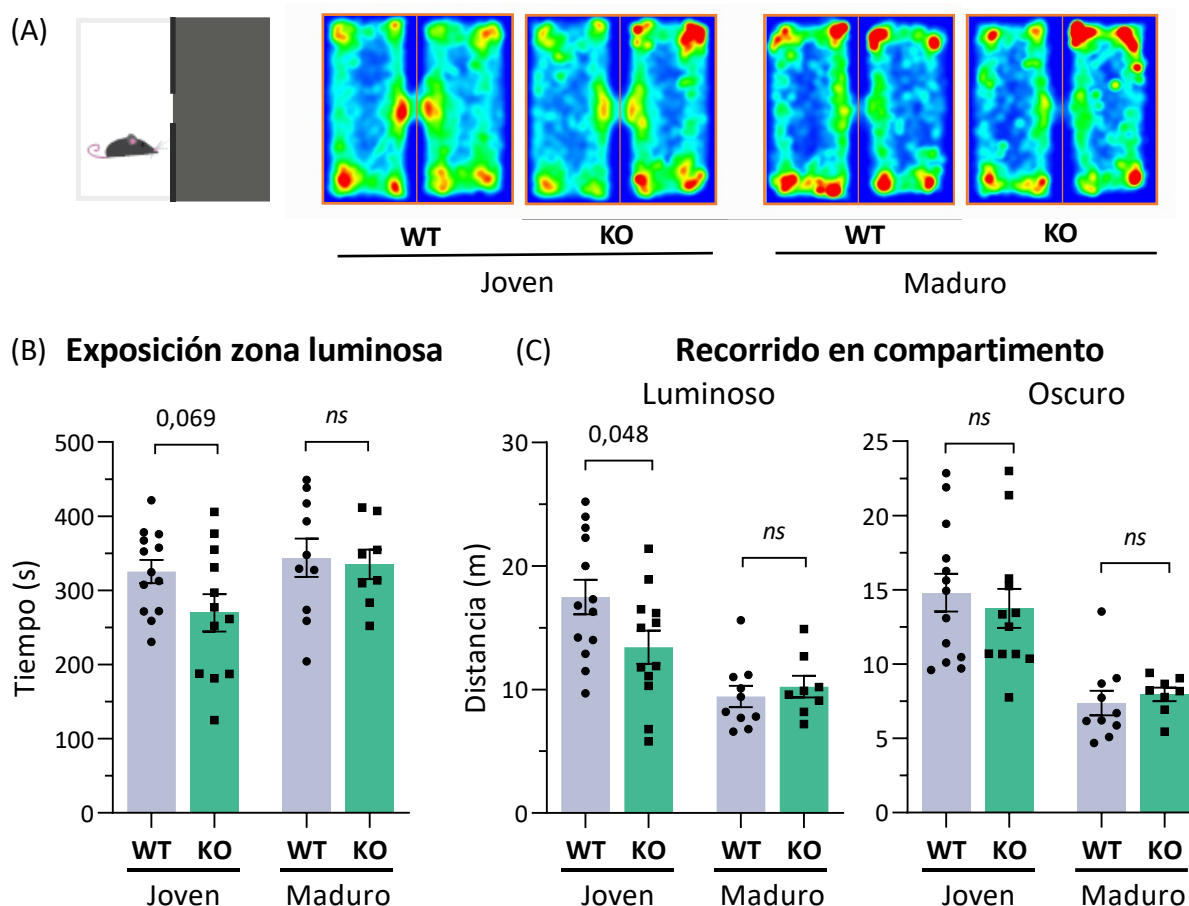 (A)
WT KO WT KO
Joven Maduro
(B) Exposición zona luminosa
(C) Recorrido en compartimento
Luminoso Oscuro
0,069 ns
500
400
300
200
100
0
Tiempo (s)
WT KO WT KO
Joven Maduro
0,048 ns
30
20
10
0
Distancia (m)
WT KO WT KO
Joven Maduro
ns ns
25
20
15
10
5
0
WT KO WT KO
Joven Maduro